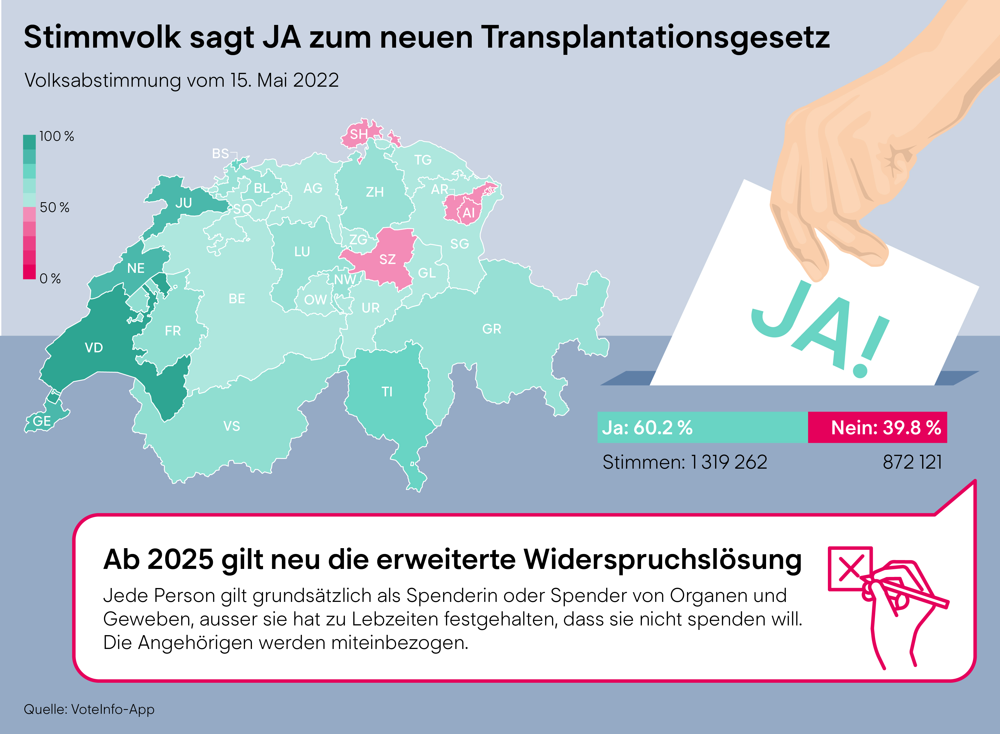 Stimmvolk sagt JA zum neuen Transplantationsgesetz
Volksabstimmung vom 15. Mai 2022
100 %
50 %
0 %
SH
BS
TG
BL
AG
ZH
AR
JU
SO
AI
ZG
SG
LU
SZ
NE
GL
NW
BE
OW
UR
FR
GR
VD
TI
GE
VS
JA!
Ja: 60.2 %
Nein: 39.8 %
Stimmen: 1 319 262
872 121
Ab 2025 gilt neu die erweiterte Widerspruchslösung
Jede Person gilt grundsätzlich als Spenderin oder Spender von Organen und
Geweben, ausser sie hat zu Lebzeiten festgehalten, dass sie nicht spenden will.
Die Angehörigen werden miteinbezogen.
Quelle: VoteInfo-App